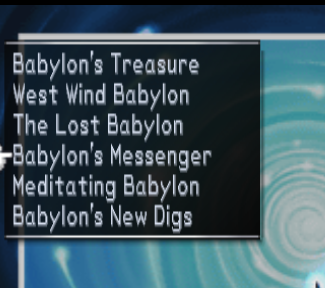 Babylon's Treasure
West Wind Babylon
The Lost Babylon
Babylon's Messenger
Meditating Babylon
Babylon's New Digs